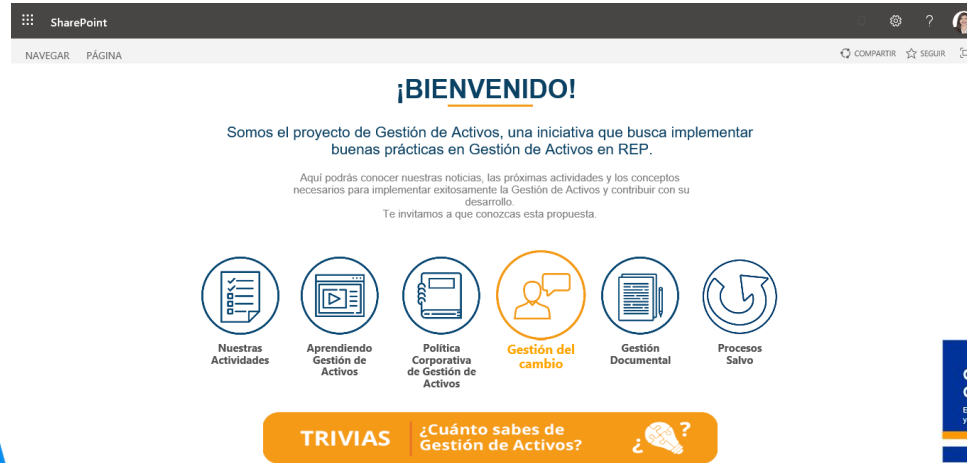 SharePoint
?
NAVEGAR PÁGINA
COMPARTIR SEGUIR
¡BIENVENIDO!
Somos el proyecto de Gestión de Activos, una iniciativa que busca implementar
buenas prácticas en Gestión de Activos en REP.
Aquí podrás conocer nuestras noticias, las próximas actividades y los conceptos
necesarios para implementar exitosamente la Gestión de Activos y contribuir con su
desarrollo.
Te invitamos a que conozcas esta propuesta.
Nuestras
Actividades
Aprendiendo
Gestión de
Activos
Política
Corporativa
de Gestión de
Activos
Gestión del
cambio
Gestión
Documental
Procesos
Salvo
TRIVIAS
¿Cuánto sabes de
Gestión de Activos?
¿ ?